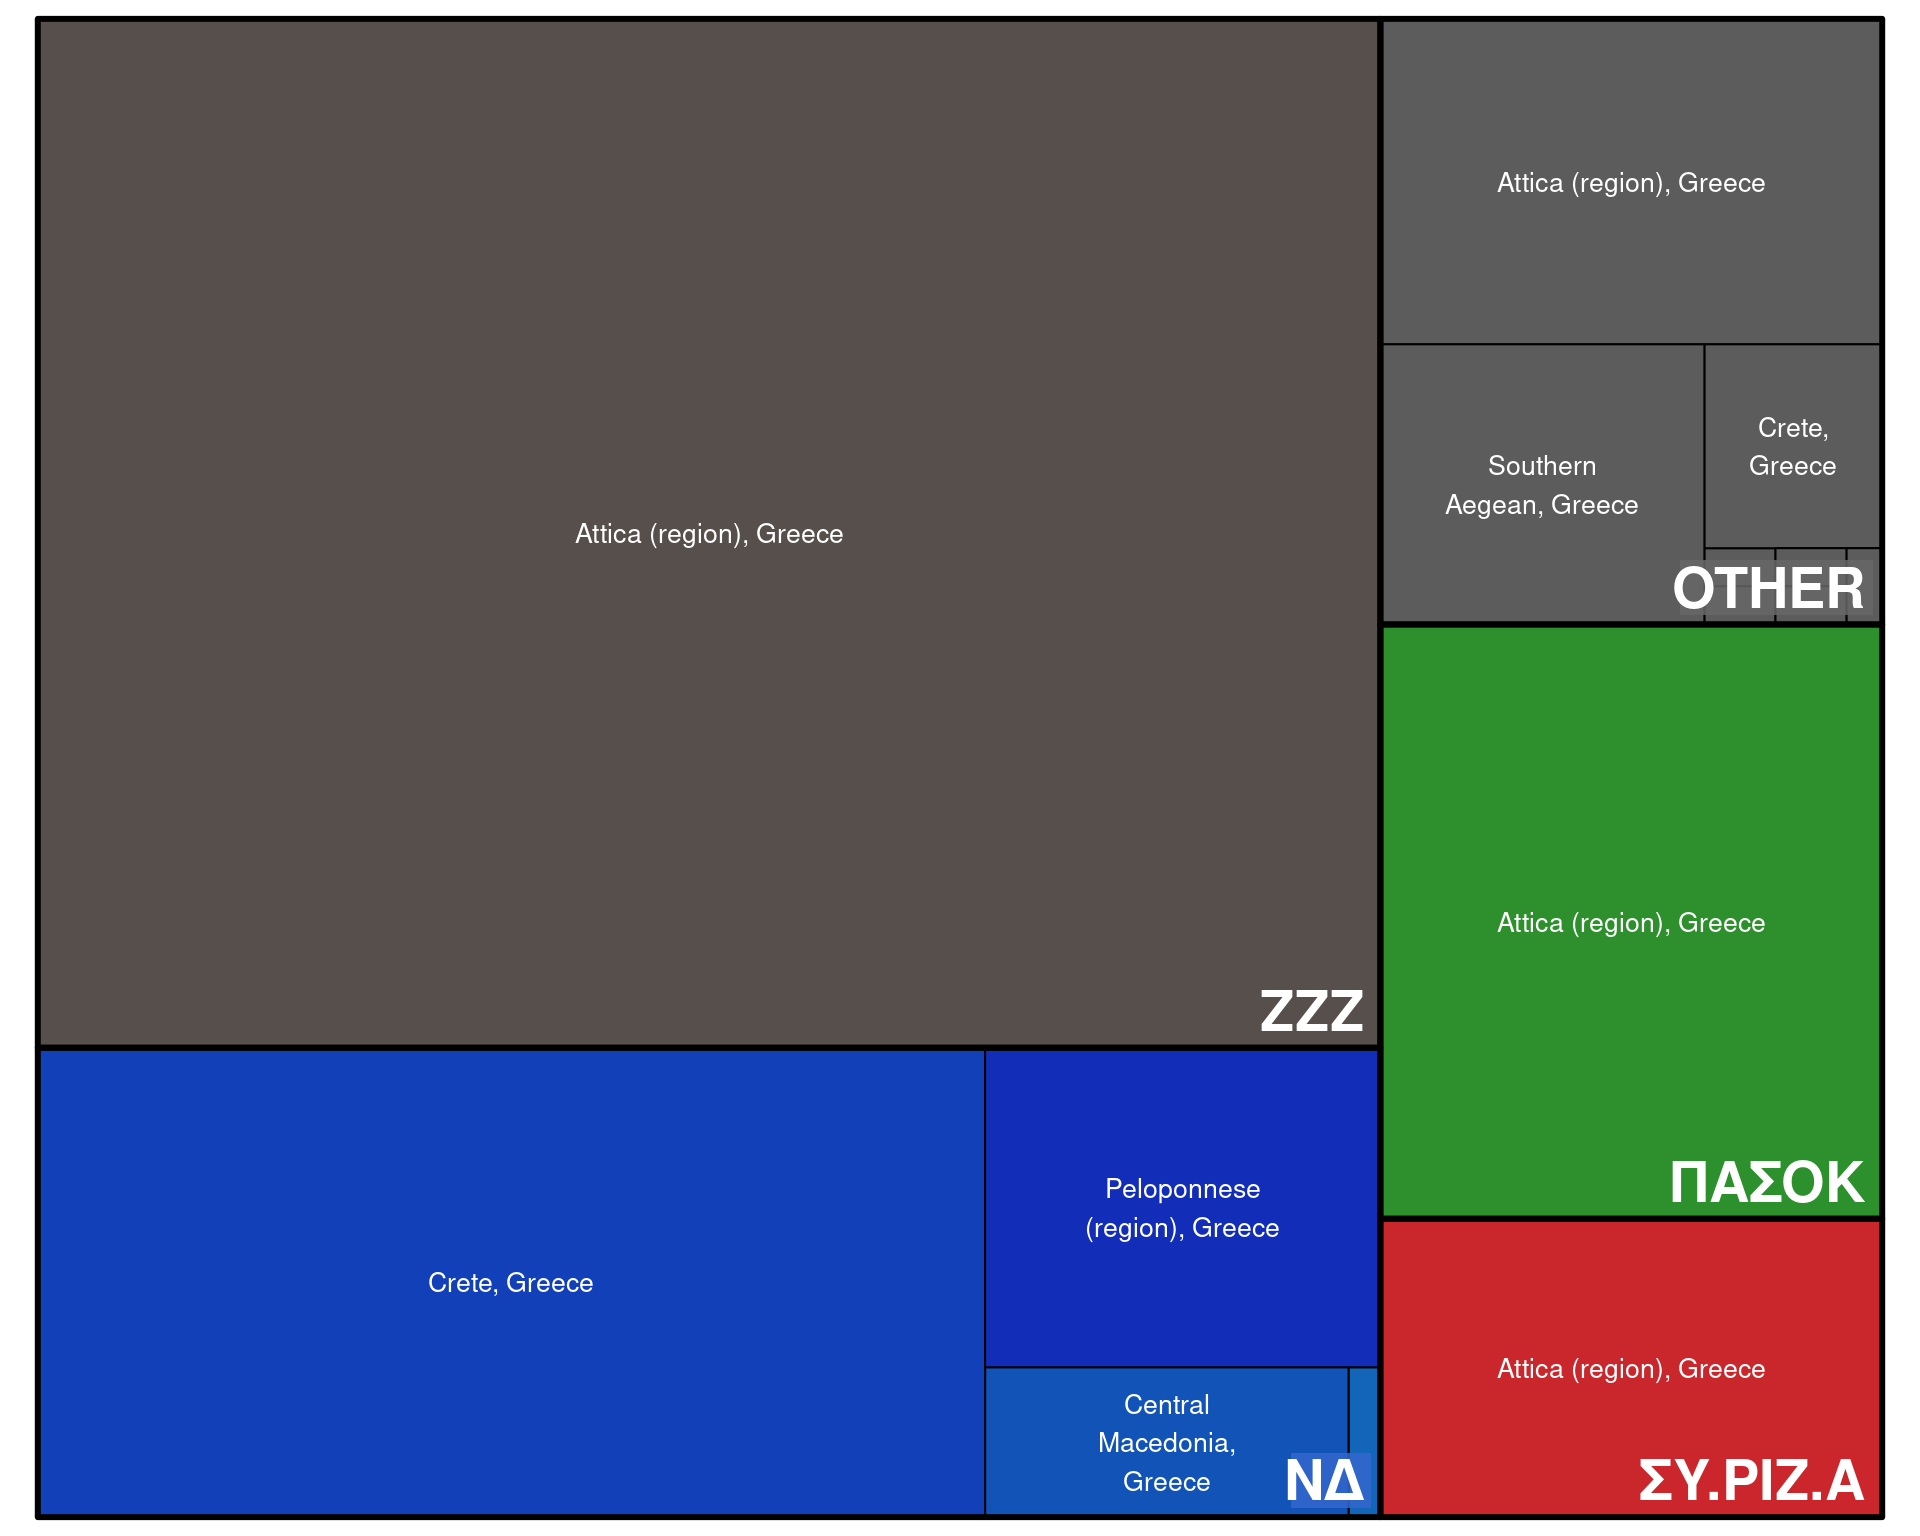 Attica (region), Greece
ZZZ
Crete, Greece
Peloponnese
(region), Greece
Central
Macedonia,
Greece
ΝΔ
Attica (region), Greece
Southern
Aegean, Greece
Crete,
Greece
OTHER
Attica (region), Greece
ΠΑΣΟΚ
Attica (region), Greece
ΣΥ.ΡΙΖ.Α